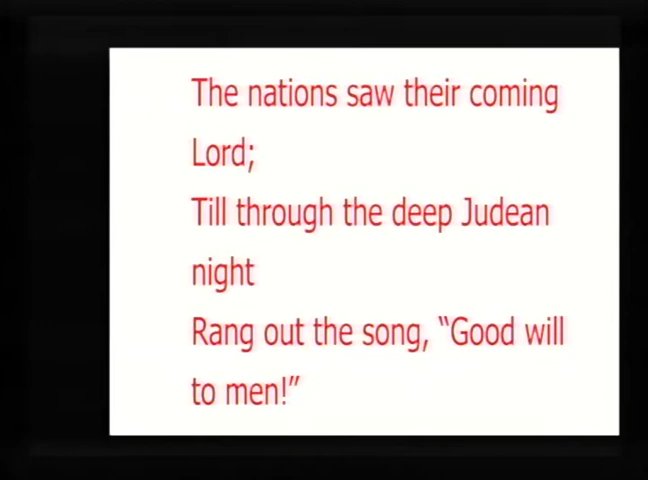 The nations saw their coming
Lord;
Till through the deep Judean
night
Rang out the song, “Good will
to men!”